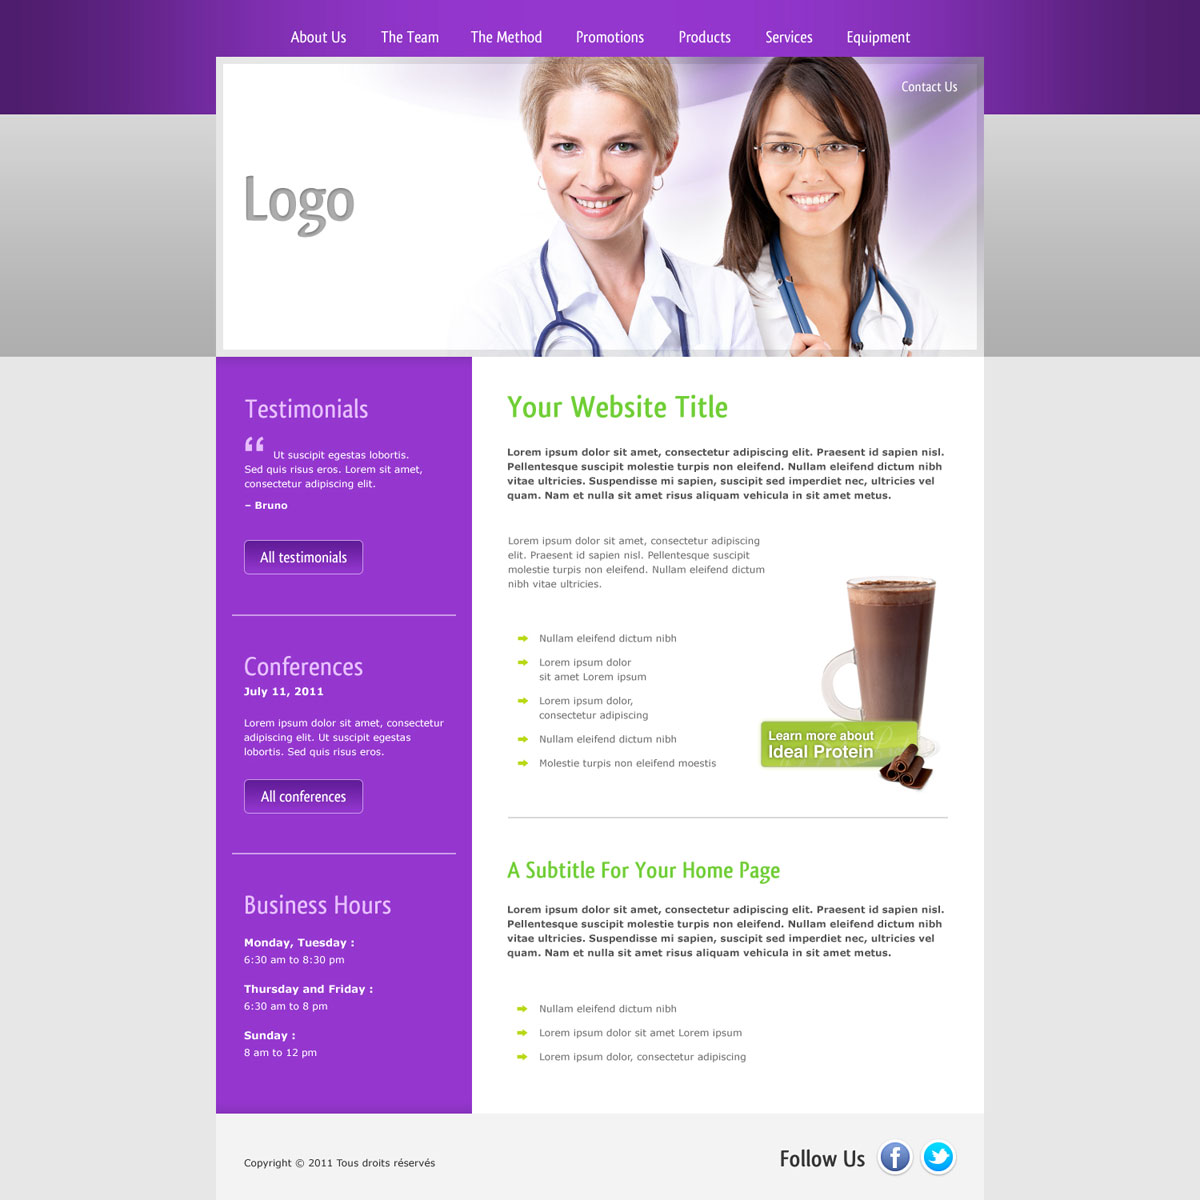 About Us The Team The Method Promotions Products Services Equipment
Contact Us
Logo
Testimonials
“ Ut suscipit egestas lobortis.
Sed quis risus eros. Lorem sit amet,
consectetur adipiscing elit.
– Bruno
All testimonials
Conferences
July 11, 2011
Lorem ipsum dolor sit amet, consectetur
adipiscing elit. Ut suscipit egestas
lobortis. Sed quis risus eros.
All conferences
Business Hours
Monday, Tuesday :
6:30 am to 8:30 pm
Thursday and Friday :
6:30 am to 8 pm
Sunday :
8 am to 12 pm
Your Website Title
Lorem ipsum dolor sit amet, consectetur adipiscing elit. Praesent id sapien nisl.
Pellentesque suscipit molestie turpis non eleifend. Nullam eleifend dictum nibh
vitae ultricies. Suspendisse mi sapien, suscipit sed imperdiet nec, ultricies vel
quam. Nam et nulla sit amet risus aliquam vehicula in sit amet metus.
Lorem ipsum dolor sit amet, consectetur adipiscing
elit. Praesent id sapien nisl. Pellentesque suscipit
molestie turpis non eleifend. Nullam eleifend dictum
nibh vitae ultricies.
Nullam eleifend dictum nibh
Lorem ipsum dolor
sit amet Lorem ipsum
Lorem ipsum dolor,
consectetur adipiscing
Nullam eleifend dictum nibh
Molestie turpis non eleifend moestis
Learn more about
Ideal Protein
A Subtitle For Your Home Page
Lorem ipsum dolor sit amet, consectetur adipiscing elit. Praesent id sapien nisl.
Pellentesque suscipit molestie turpis non eleifend. Nullam eleifend dictum nibh
vitae ultricies. Suspendisse mi sapien, suscipit sed imperdiet nec, ultricies vel
quam. Nam et nulla sit amet risus aliquam vehicula in sit amet metus.
Nullam eleifend dictum nibh
Lorem ipsum dolor sit amet Lorem ipsum
Lorem ipsum dolor, consectetur adipiscing
Copyright © 2011 Tous droits réservés
Follow Us f